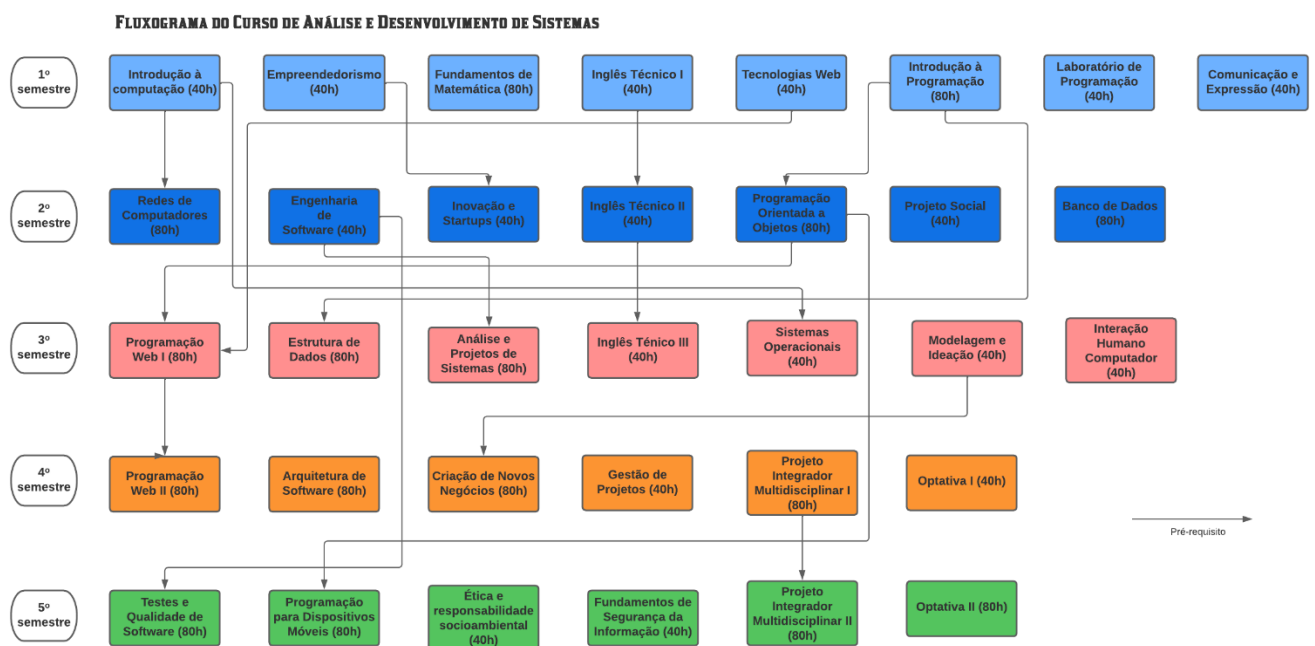 FLUXOGRAMA DO CURSO DE ANÁLISE E DESENVOLVIMENTO DE SISTEMAS
1º
semestre
Introdução à
computação (40h)
Empreendedorismo
(40h)
Fundamentos de
Matemática (80h)
Inglês Técnico I
(40h)
Tecnologias Web
(40h)
Introdução à
Programação
(80h)
Laboratório de
Programação
(40h)
Comunicação e
Expressão (40h)
2º
semestre
Redes de
Computadores
(80h)
Engenharia
de
Software (40h)
Inovação e
Startups (40h)
Inglês Técnico II
(40h)
Programação
Orientada a
Objetos (80h)
Projeto Social
(40h)
Banco de Dados
(80h)
3º
semestre
Programação
Web I (80h)
Estrutura de
Dados (80h)
Análise e
Projetos de
Sistemas (80h)
Inglês Ténico III
(40h)
Sistemas
Operacionais
(40h)
Modelagem e
Ideação (40h)
Interação
Humano
Computador
(40h)
4º
semestre
Programação
Web II (80h)
Arquitetura de
Software (80h)
Criação de Novos
Negócios (80h)
Gestão de
Projetos (40h)
Projeto
Integrador
Multidisciplinar I
(80h)
Optativa I (40h)
Pré-requisito
5º
semestre
Testes e
Qualidade de
Software (80h)
Programação
para Dispositivos
Móveis (80h)
Ética e
responsabilidade
socioambiental
(40h)
Fundamentos de
Segurança da
Informação (40h)
Projeto
Integrador
Multidisciplinar II
(80h)
Optativa II (80h)